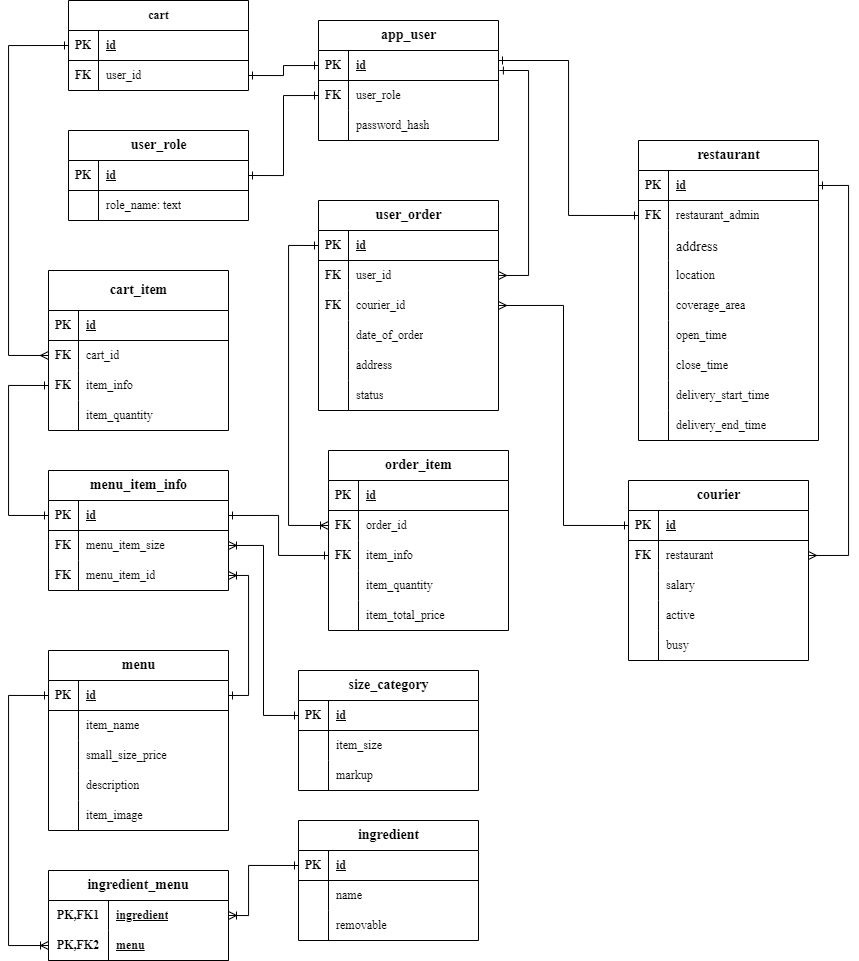 cart
PK id
FK user_id
app_user
PK id
FK user_role
password_hash
user_role
PK id
role_name: text
restaurant
PK id
FK restaurant_admin
address
location
coverage_area
open_time
close_time
delivery_start_time
delivery_end_time
user_order
PK id
FK user_id
FK courier_id
date_of_order
address
status
cart_item
PK id
FK cart_id
FK item_info
item_quantity
order_item
PK id
FK order_id
FK item_info
item_quantity
item_total_price
menu_item_info
PK id
FK menu_item_size
FK menu_item_id
courier
PK id
FK restaurant
salary
active
busy
menu
PK id
item_name
small_size_price
description
item_image
size_category
PK id
item_size
markup
ingredient
PK id
name
removable
ingredient_menu
PK,FK1 ingredient
PK,FK2 menu